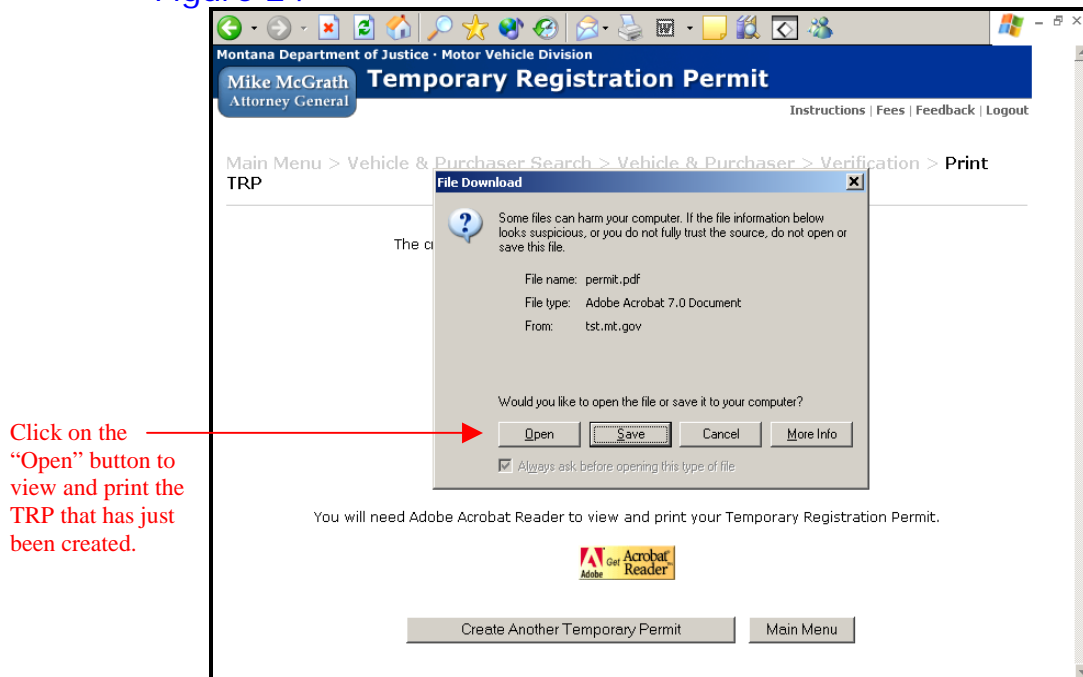 Montana Department of Justice · Motor Vehicle Division
Mike McGrath
Attorney General
Temporary Registration Permit
Instructions | Fees | Feedback | Logout
Main Menu > Vehicle & Purchaser Search > Vehicle & Purchaser > Verification > Print
TRP
The
File Download
Some files can harm your computer. If the file information below
looks suspicious, or you do not fully trust the source, do not open or
save this file.
File name: permit.pdf
File type: Adobe Acrobat 7.0 Document
From: tst.mt.gov
Would you like to open the file or save it to your computer?
Open Save Cancel More Info
Always ask before opening this type of file
Click on the
“Open” button to
view and print the
TRP that has just
been created.
You will need Adobe Acrobat Reader to view and print your Temporary Registration Permit.
Adobe
Get Acrobat
Reader
Create Another Temporary Permit Main Menu